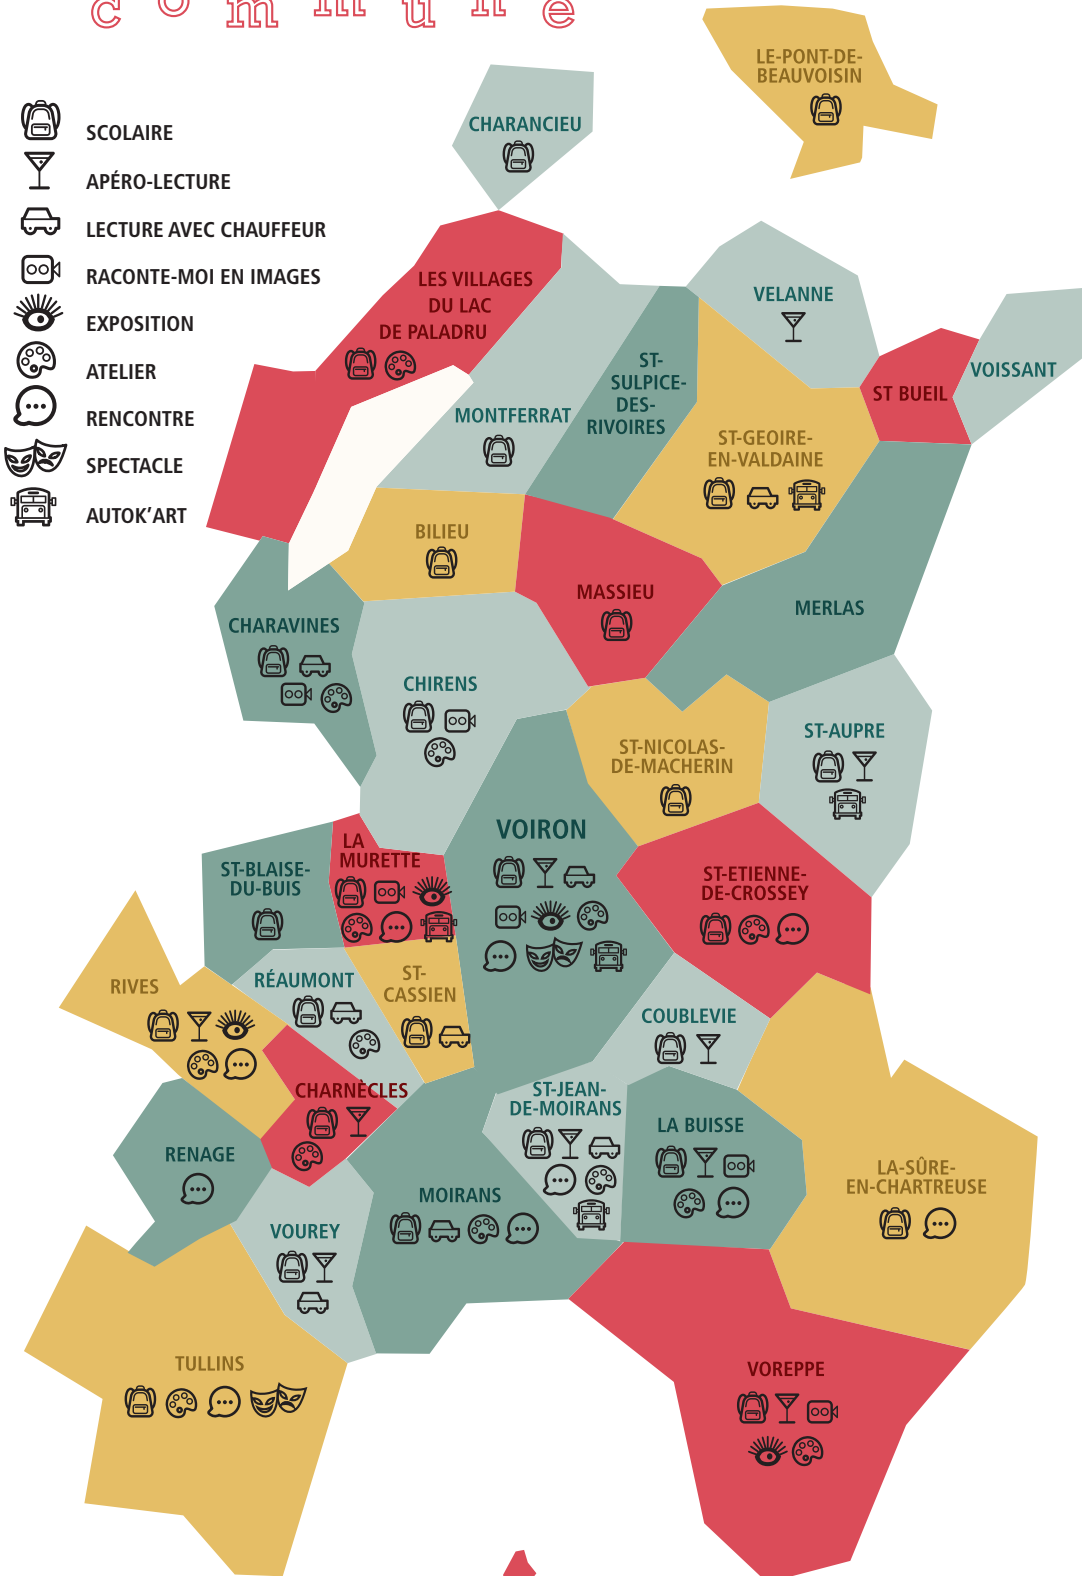 commune
SCOLAIRE
APÉRO-LECTURE
LECTURE AVEC CHAUFFEUR
RACONTE-MOI EN IMAGES
EXPOSITION
ATELIER
RENCONTRE
SPECTACLE
AUTOK'ART
LE-PONT-DE-
BEAUVOISIN
CHARANCIEU
LES VILLAGES
DU LAC
DE PALADRU
VELANNE
VOISSANT
ST BUEIL
ST-
SULPICE-
DES-
RIVOIRES
MONTFERRAT
ST-GEOIRE-
EN-VALDAINE
BILIEU
MASSIEU
MERLAS
CHARAVINES
CHIRENS
ST-NICOLAS-
DE-MACHERIN
ST-AUPRE
VOIRON
LA
MURETTE
ST-BLAISE-
DU-BUIS
ST-ETIENNE-
DE-CROSSEY
RIVES
RÉAUMONT
ST-
CASSIEN
COUBLEVIE
CHARNÈCLES
ST-JEAN-
DE-MOIRANS
LA BUISSE
RENAGE
LA-SÛRE-
EN-CHARTREUSE
MOIRANS
VOUREY
TULLINS
VOREPPE